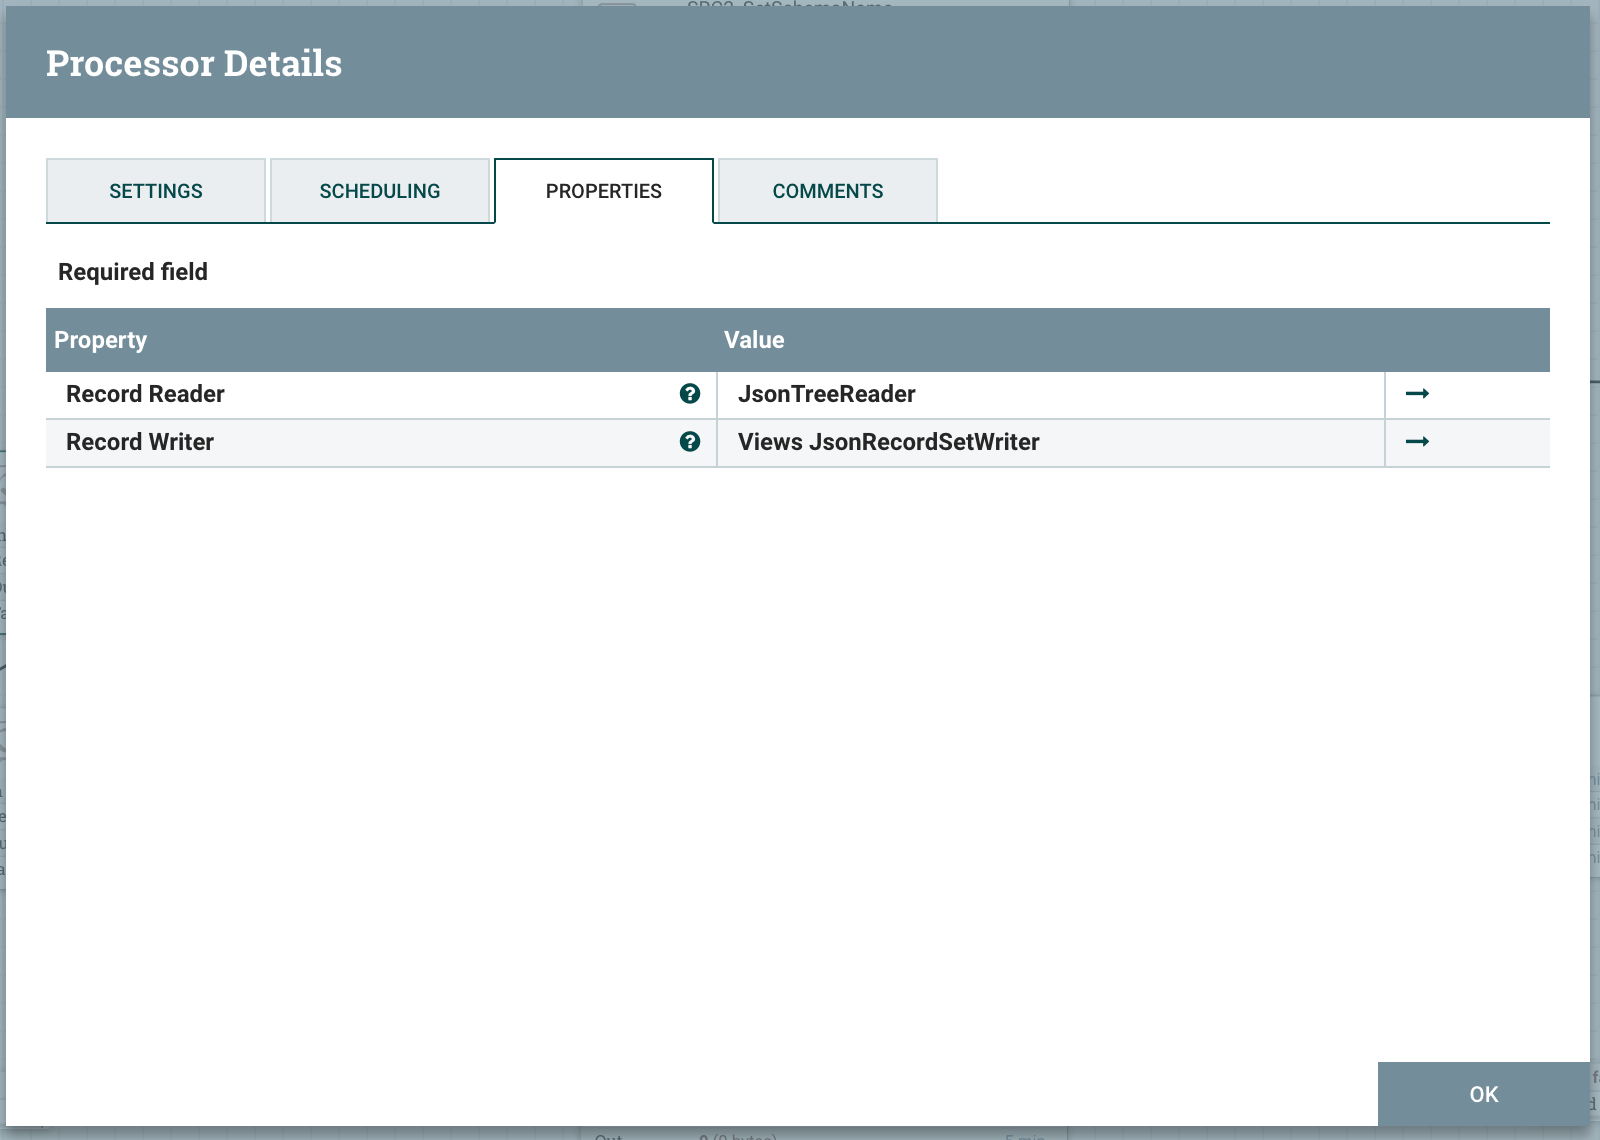 Processor Details
SETTINGS SCHEDULING PROPERTIES COMMENTS
Required field
Property Value
Record Reader ? JsonTreeReader
Record Writer ? Views JsonRecordSetWriter
OK